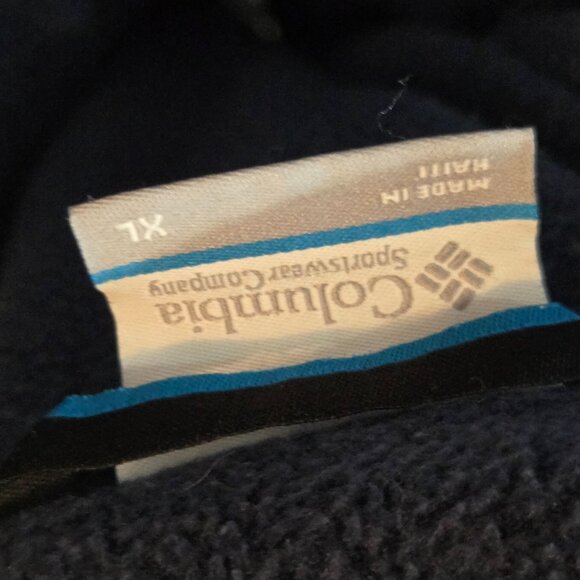 Columbia
Sportswear Company
XL
MADE IN
HAITI